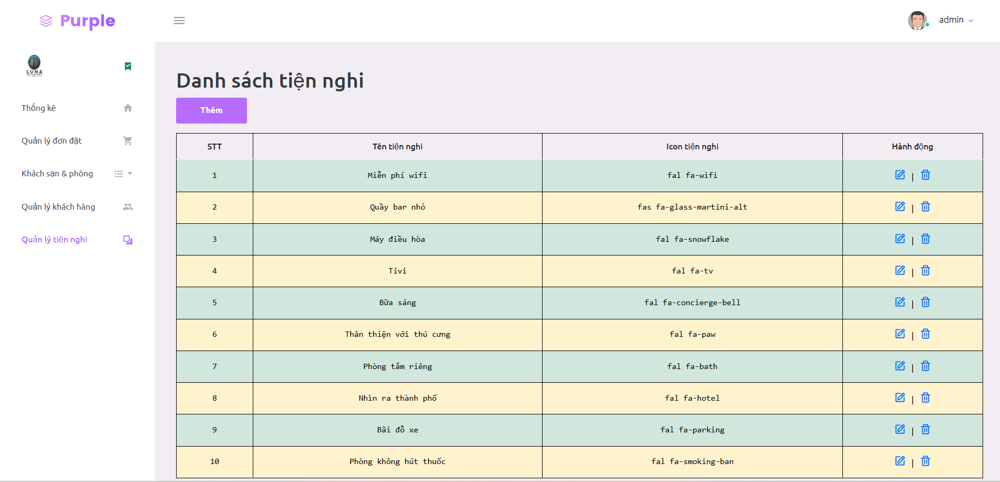 Purple
admin
LUNA
Thống kê
Quản lý đơn đặt
Khách sạn & phòng
Quản lý khách hàng
Quản lý tiện nghi
Danh sách tiện nghi
Thêm
STT Tên tiện nghi Icon tiện nghi Hành động
1 Miễn phí wifi fal fa-wifi |
2 Quầy bar nhỏ fas fa-glass-martini-alt |
3 Máy điều hòa fal fa-snowflake |
4 Tivi fal fa-tv |
5 Bữa sáng fal fa-concierge-bell |
6 Thân thiện với thú cưng fal fa-paw |
7 Phòng tắm riêng fal fa-bath |
8 Nhìn ra thành phố fal fa-hotel |
9 Bãi đỗ xe fal fa-parking |
10 Phòng không hút thuốc fal fa-smoking-ban |